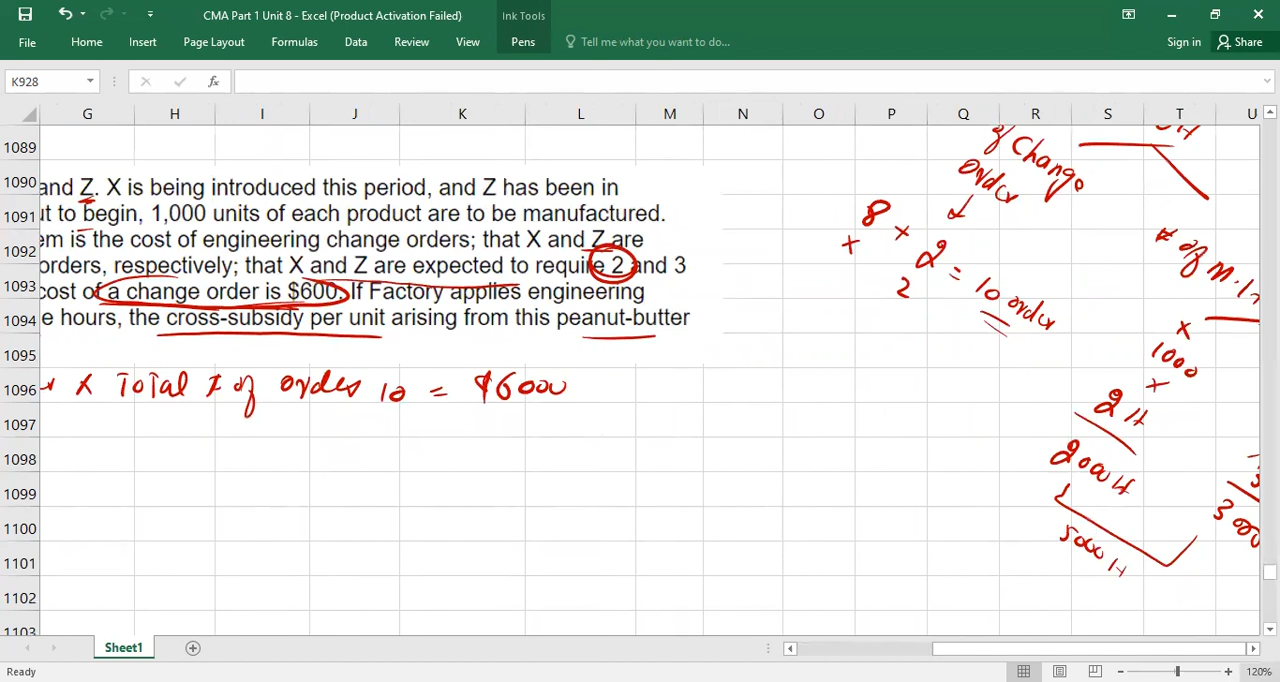 CMA Part 1 Unit 8 - Excel (Product Activation Failed)
Ink Tools
File Home Insert Page Layout Formulas Data Review View Pens Tell me what you want to do... Sign in Share
K928
fx
G H I J K L M N O P Q R S T U
1089
1090
1091
1092
1093
1094
1095
1096
1097
1098
1099
1100
1101
1102
1103
and Z. X is being introduced this period, and Z has been in
ut to begin, 1,000 units of each product are to be manufactured.
em is the cost of engineering change orders; that X and Z are
orders, respectively; that X and Z are expected to require 2 and 3
cost of a change order is $600. If Factory applies engineering
e hours, the cross-subsidy per unit arising from this peanut-butter
x Total # of orders 10 = $6000
of Change
order
8 x
+
2
2
= 10 order
# of M.
x
1000
x
2 H
2000 H
5000 H
Sheet1
Ready
120%